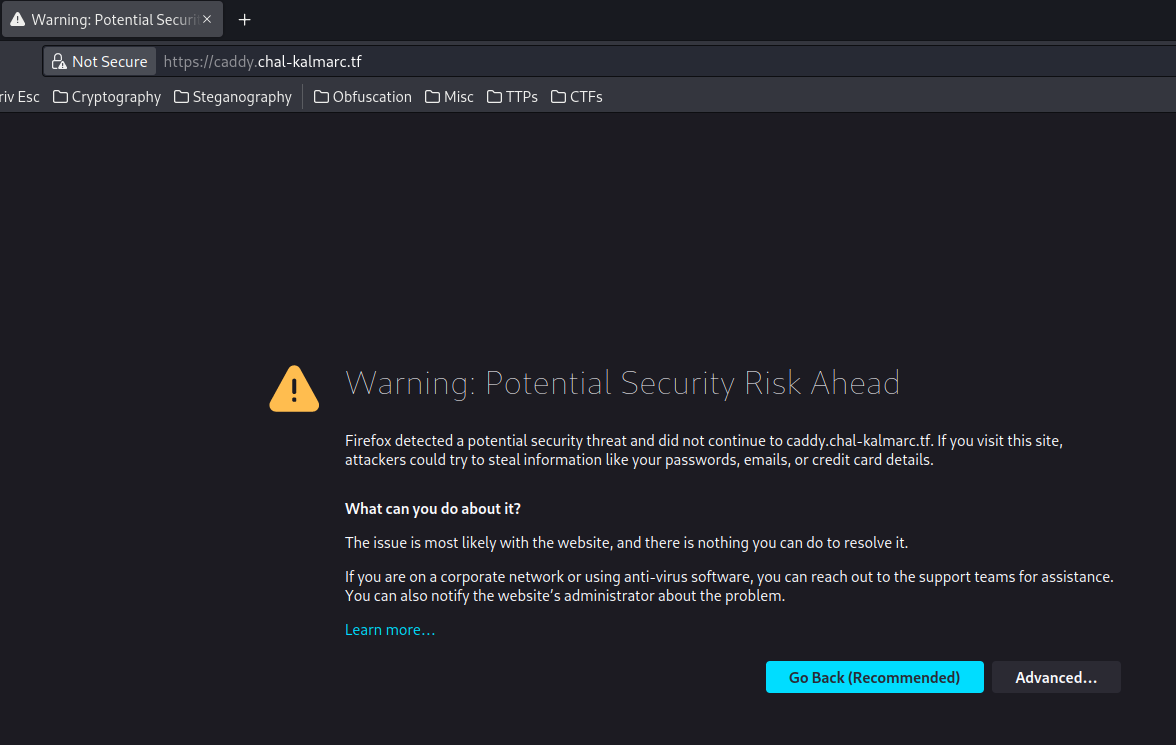 Warning: Potential Securi
Not Secure https://caddy.chal-kalmarc.tf
riv Esc Cryptography Steganography Obfuscation Misc TTPs CTFs
Warning: Potential Security Risk Ahead
Firefox detected a potential security threat and did not continue to caddy.chal-kalmarc.tf. If you visit this site,
attackers could try to steal information like your passwords, emails, or credit card details.
What can you do about it?
The issue is most likely with the website, and there is nothing you can do to resolve it.
If you are on a corporate network or using anti-virus software, you can reach out to the support teams for assistance.
You can also notify the website’s administrator about the problem.
Learn more…
Go Back (Recommended) Advanced…